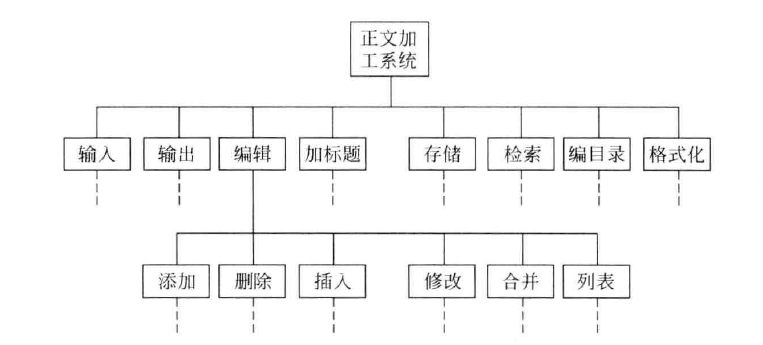 正文加
工系统
输入 输出 编辑 加标题 存储 检索 编目录 格式化
添加 删除 插入 修改 合并 列表